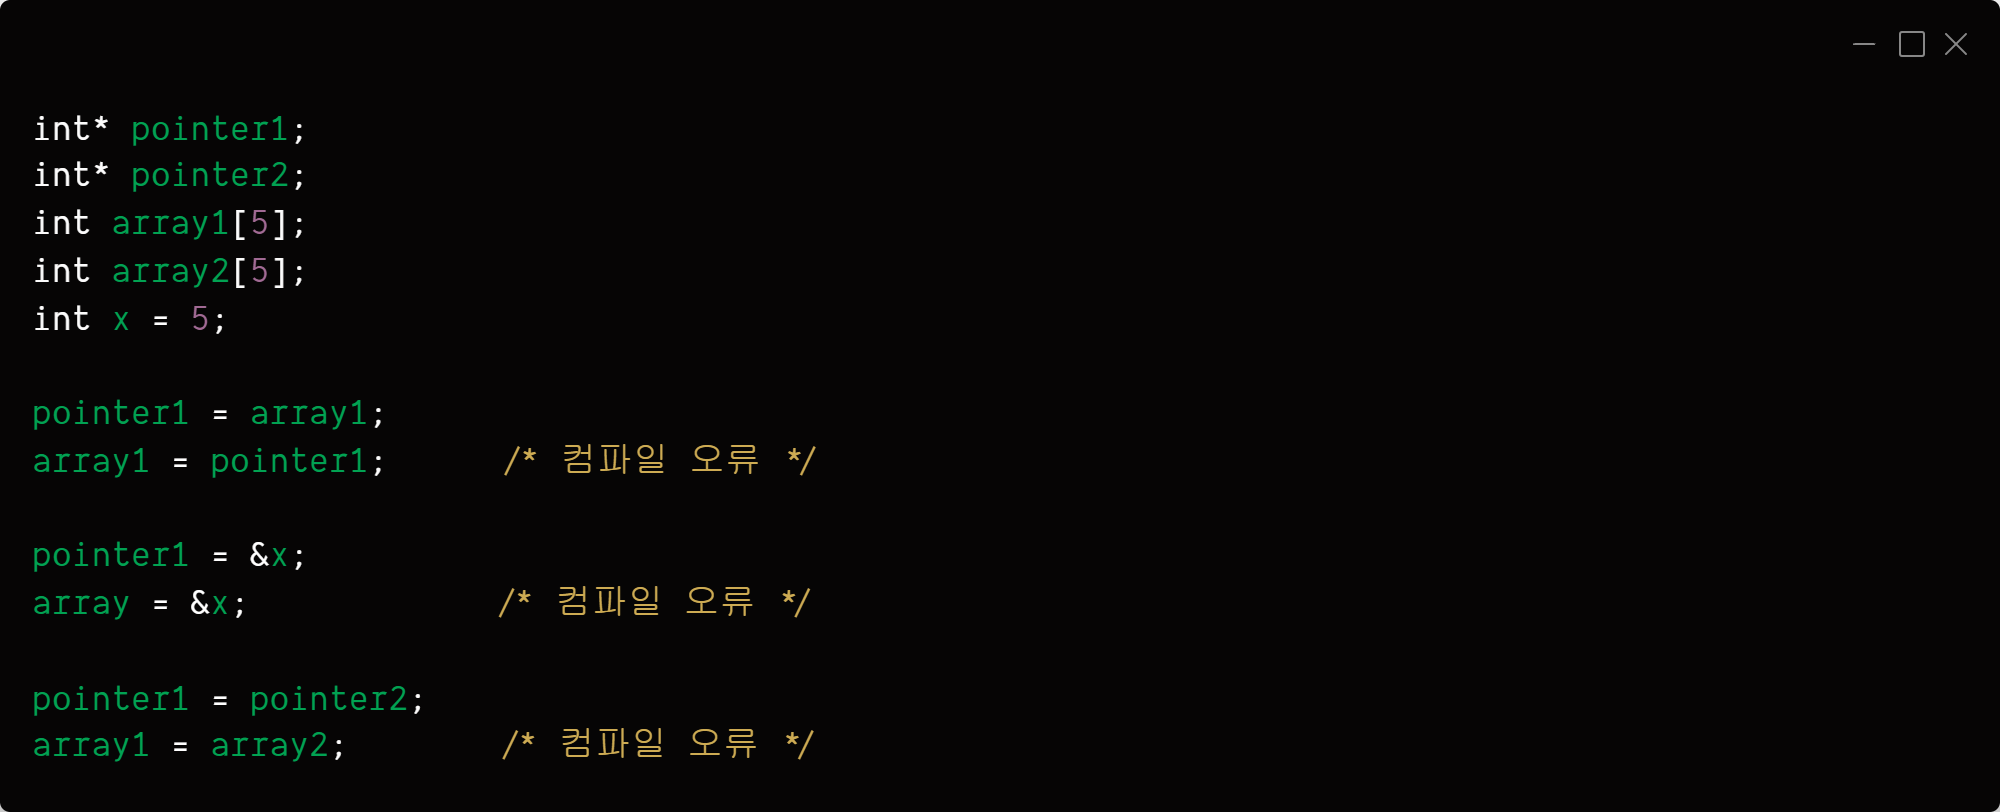 int* pointer1;
int* pointer2;
int array1[5];
int array2[5];
int x = 5;
pointer1 = array1;
array1 = pointer1; /* 컴파일 오류 */
pointer1 = &x;
array = &x; /* 컴파일 오류 */
pointer1 = pointer2;
array1 = array2; /* 컴파일 오류 */